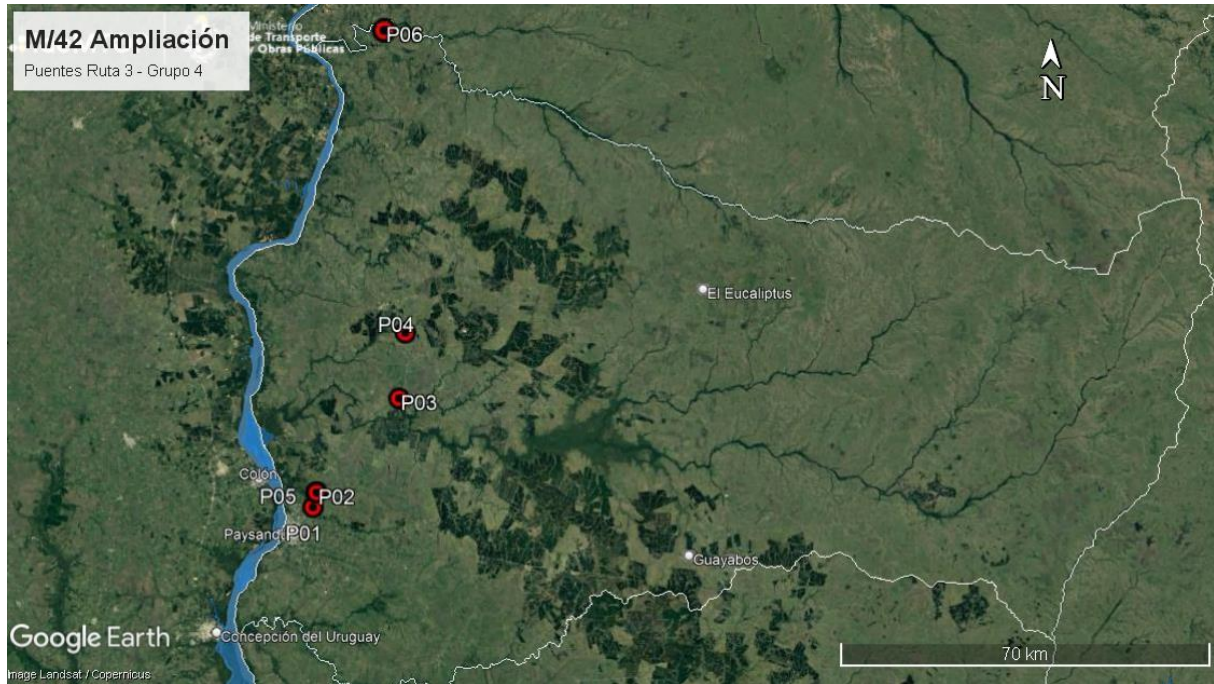 M/42 Ampliación
Puentes Ruta 3 - Grupo 4
Ministerio
de Transporte
y Obras Públicas
P06
N
El Eucaliptus
P04
P03
Colón
P05
P02
P01
Guayabos
Concepción del Uruguay
Google Earth
70 km
Image Landsat / Copernicus